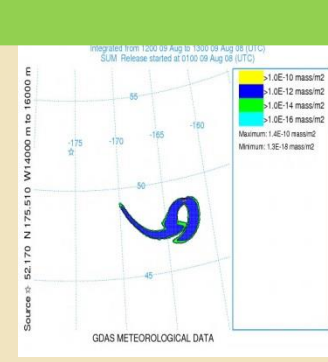 Integrated from 1200 09 Aug to 1300 09 Aug 08 (UTC)
SUM Release started at 0100 09 Aug 08 (UTC)
Source ☆ 52.170 N 175.510 W 14000 m to 16000 m
-175
☆
-170
-165
-160
55
50
45
>1.0E-10 mass/m2
>1.0E-12 mass/m2
>1.0E-14 mass/m2
>1.0E-16 mass/m2
Maximum: 1.4E-10 mass/m2
Minimum: 1.3E-18 mass/m2
GDAS METEOROLOGICAL DATA